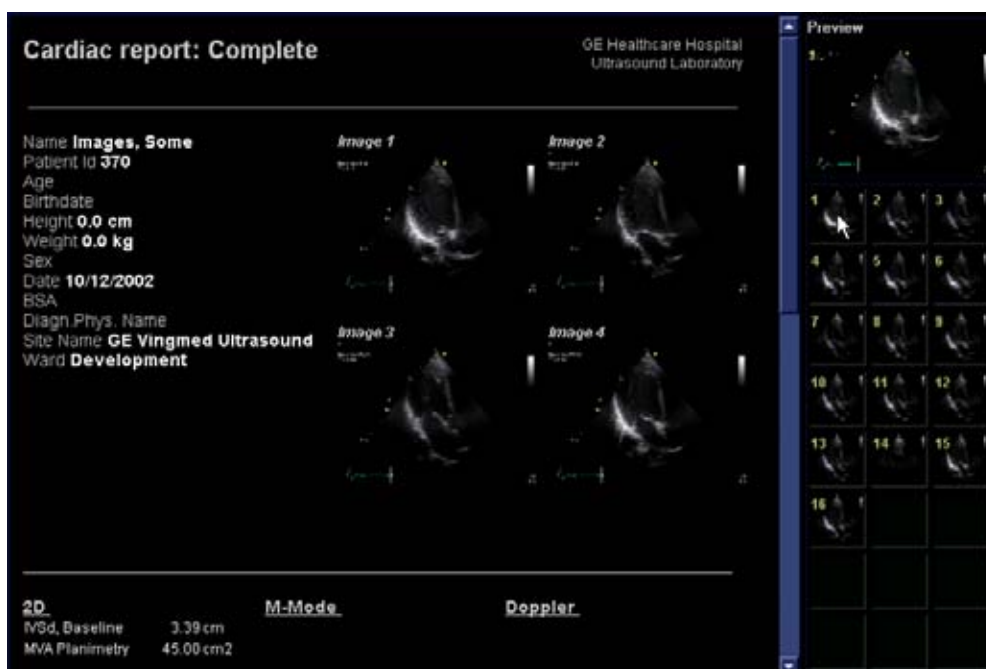 Cardiac report: Complete
GE Healthcare Hospital
Ultrasound Laboratory
Name Images, Some
Patient Id 370
Age
Birthdate
Height 0.0 cm
Weight 0.0 kg
Sex
Date 10/12/2002
BSA
Diagn.Phys. Name
Site Name GE Vingmed Ultrasound
Ward Development
Image 1
Image 2
Image 3
Image 4
2D
IVSd, Baseline 3.39 cm
MVA Planimetry 45.00 cm2
M-Mode
Doppler
Preview
1 2 3
4 5 6
7 8 9
10 11 12
13 14 15
16